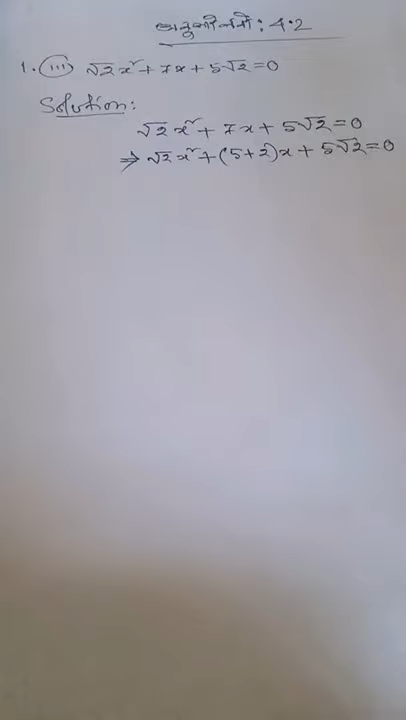 অনুশীলনী: 4.2
1. (iii) √2x² + 7x + 5√2 = 0
Solution:
√2x² + 7x + 5√2 = 0
⇒ √2x² + (5+2)x + 5√2 = 0